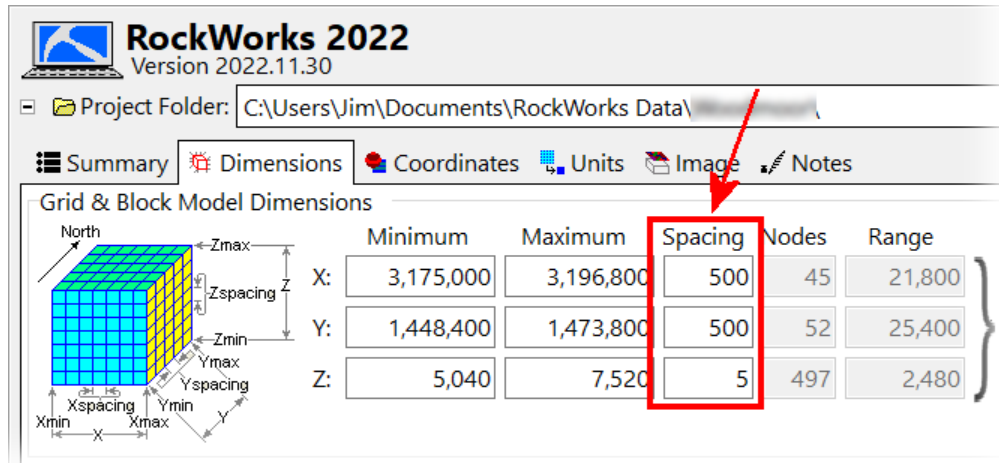 RockWorks 2022
Version 2022.11.30
Project Folder: C:\Users\Jim\Documents\RockWorks Data\ \
Summary Dimensions Coordinates Units Image Notes
Grid & Block Model Dimensions
North
Zmax
Zspacing Z
Zmin
Ymax
Yspacing
Xspacing Ymin Y
Xmin X Xmax
Minimum Maximum Spacing Nodes Range
X: 3,175,000 3,196,800 500 45 21,800
Y: 1,448,400 1,473,800 500 52 25,400
Z: 5,040 7,520 5 497 2,480